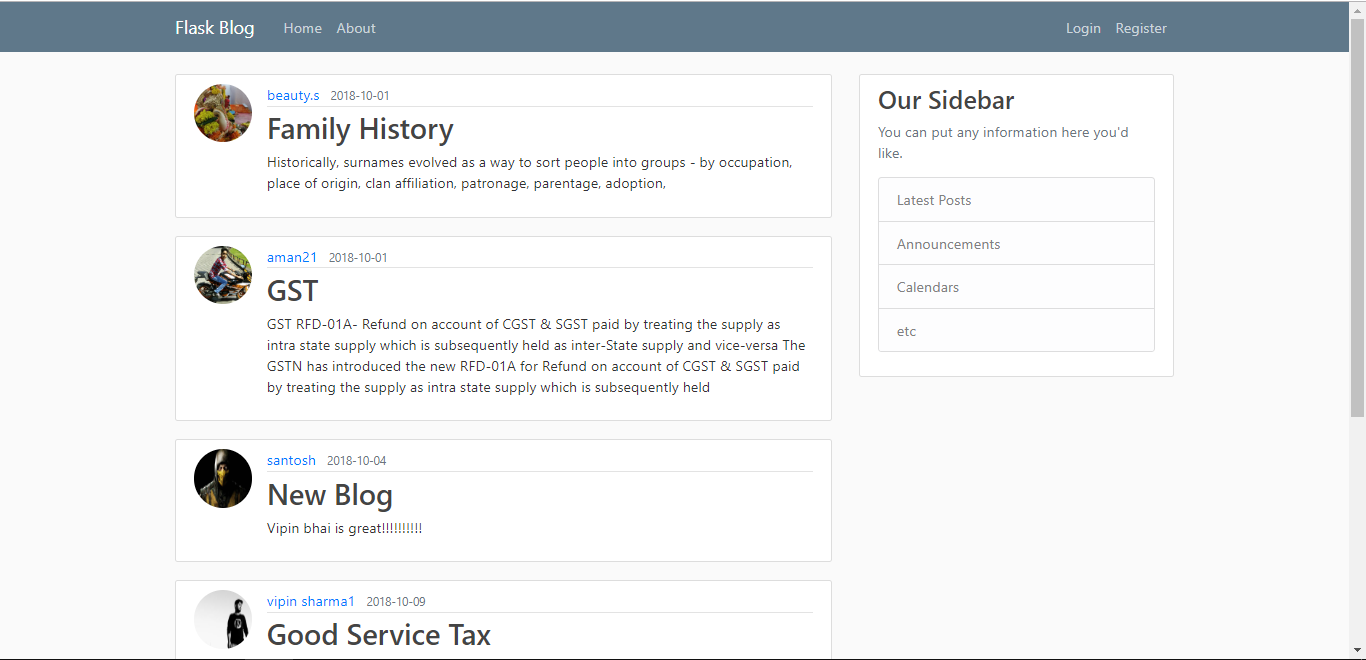 Flask Blog Home About Login Register
beauty.s 2018-10-01
Family History
Historically, surnames evolved as a way to sort people into groups - by occupation,
place of origin, clan affiliation, patronage, parentage, adoption,
aman21 2018-10-01
GST
GST RFD-01A- Refund on account of CGST & SGST paid by treating the supply as
intra state supply which is subsequently held as inter-State supply and vice-versa The
GSTN has introduced the new RFD-01A for Refund on account of CGST & SGST paid
by treating the supply as intra state supply which is subsequently held
santosh 2018-10-04
New Blog
Vipin bhai is great!!!!!!!!!!
vipin sharma1 2018-10-09
Good Service Tax
Our Sidebar
You can put any information here you'd
like.
Latest Posts
Announcements
Calendars
etc